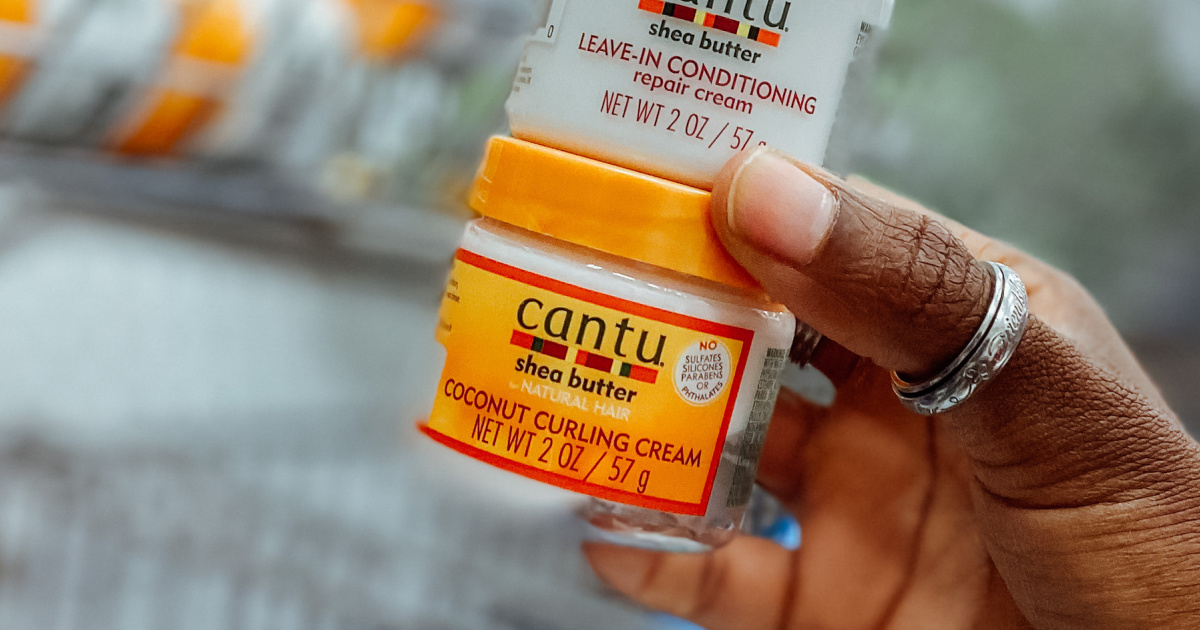 cantu
shea butter
LEAVE-IN CONDITIONING
repair cream
NET WT 2 OZ / 57 g
cantu
shea butter
for NATURAL HAIR
COCONUT CURLING CREAM
NET WT 2 OZ / 57 g
NO
SULFATES
SILICONES
PARABENS
OR
PHTHALATES